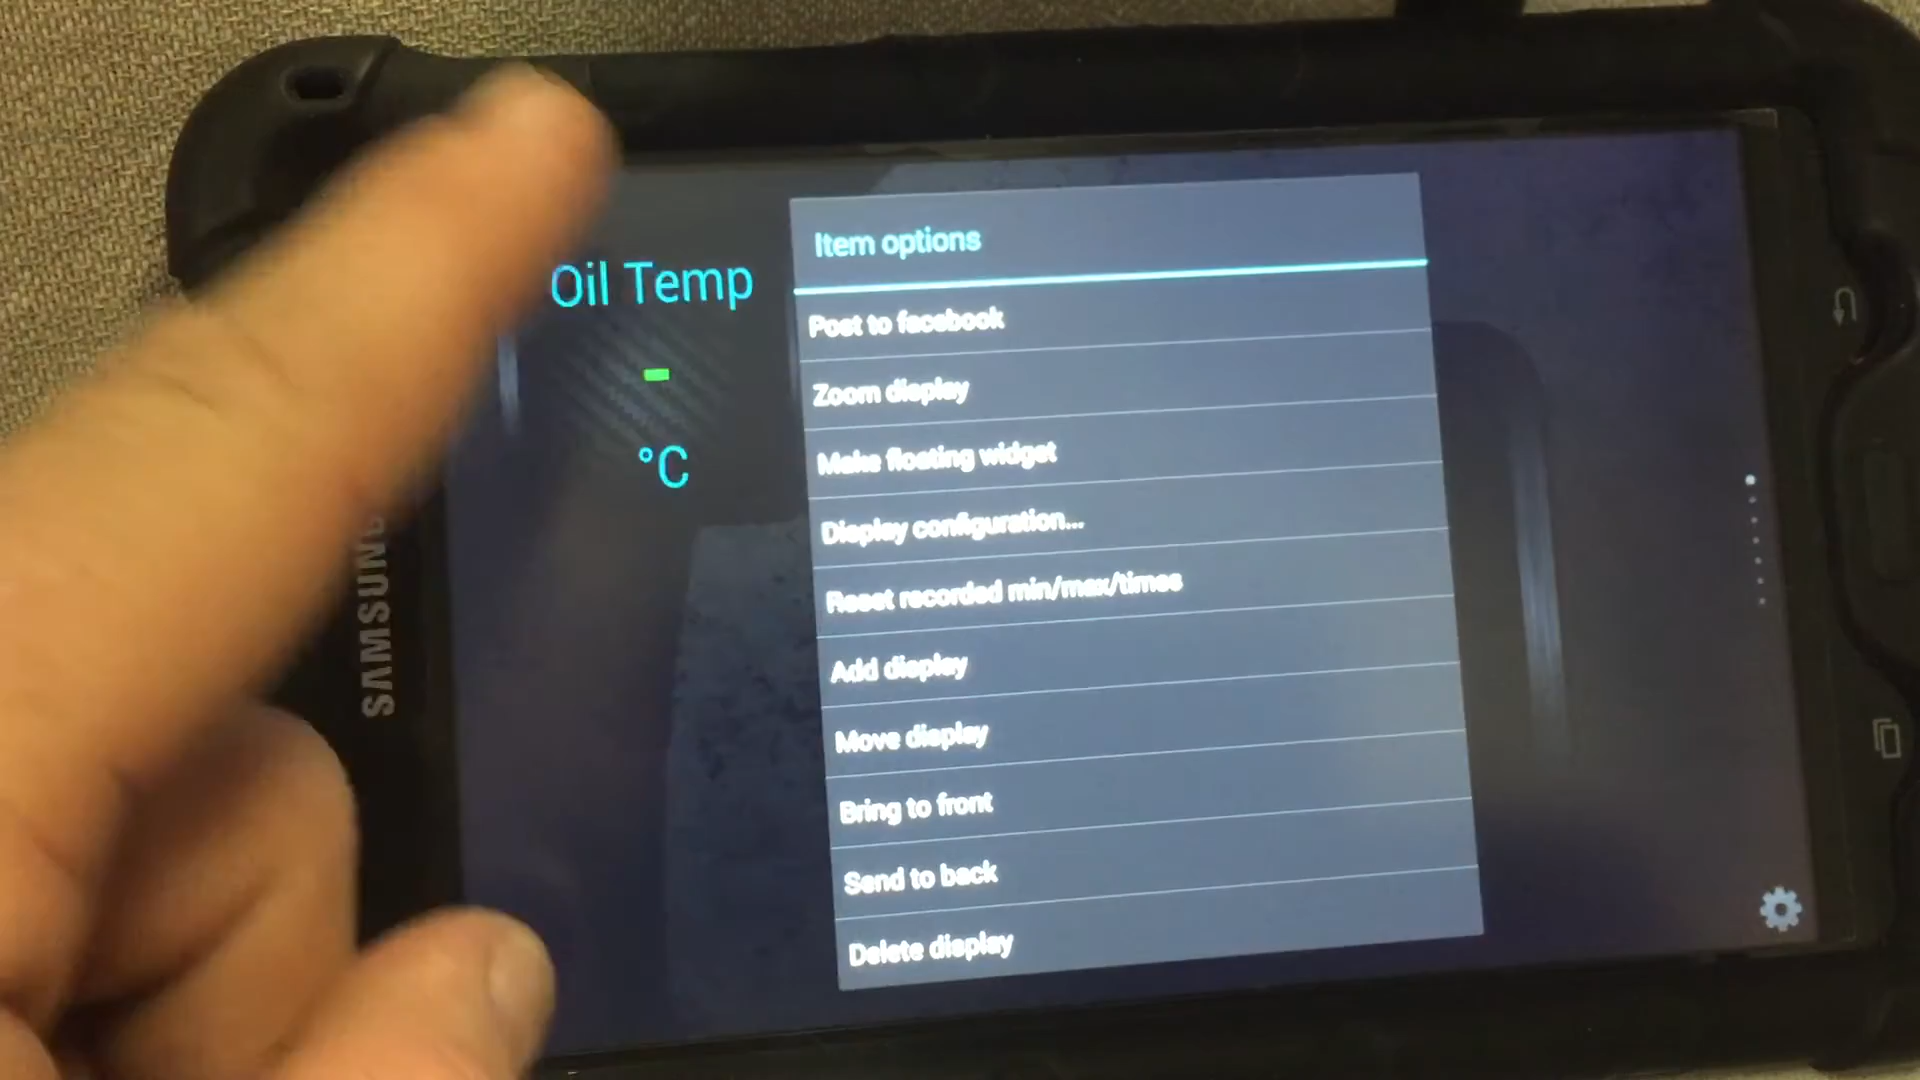 SAMSUNG
Oil Temp
-
°C
Item options
Post to facebook
Zoom display
Make floating widget
Display configuration...
Reset recorded min/max/times
Add display
Move display
Bring to front
Send to back
Delete display